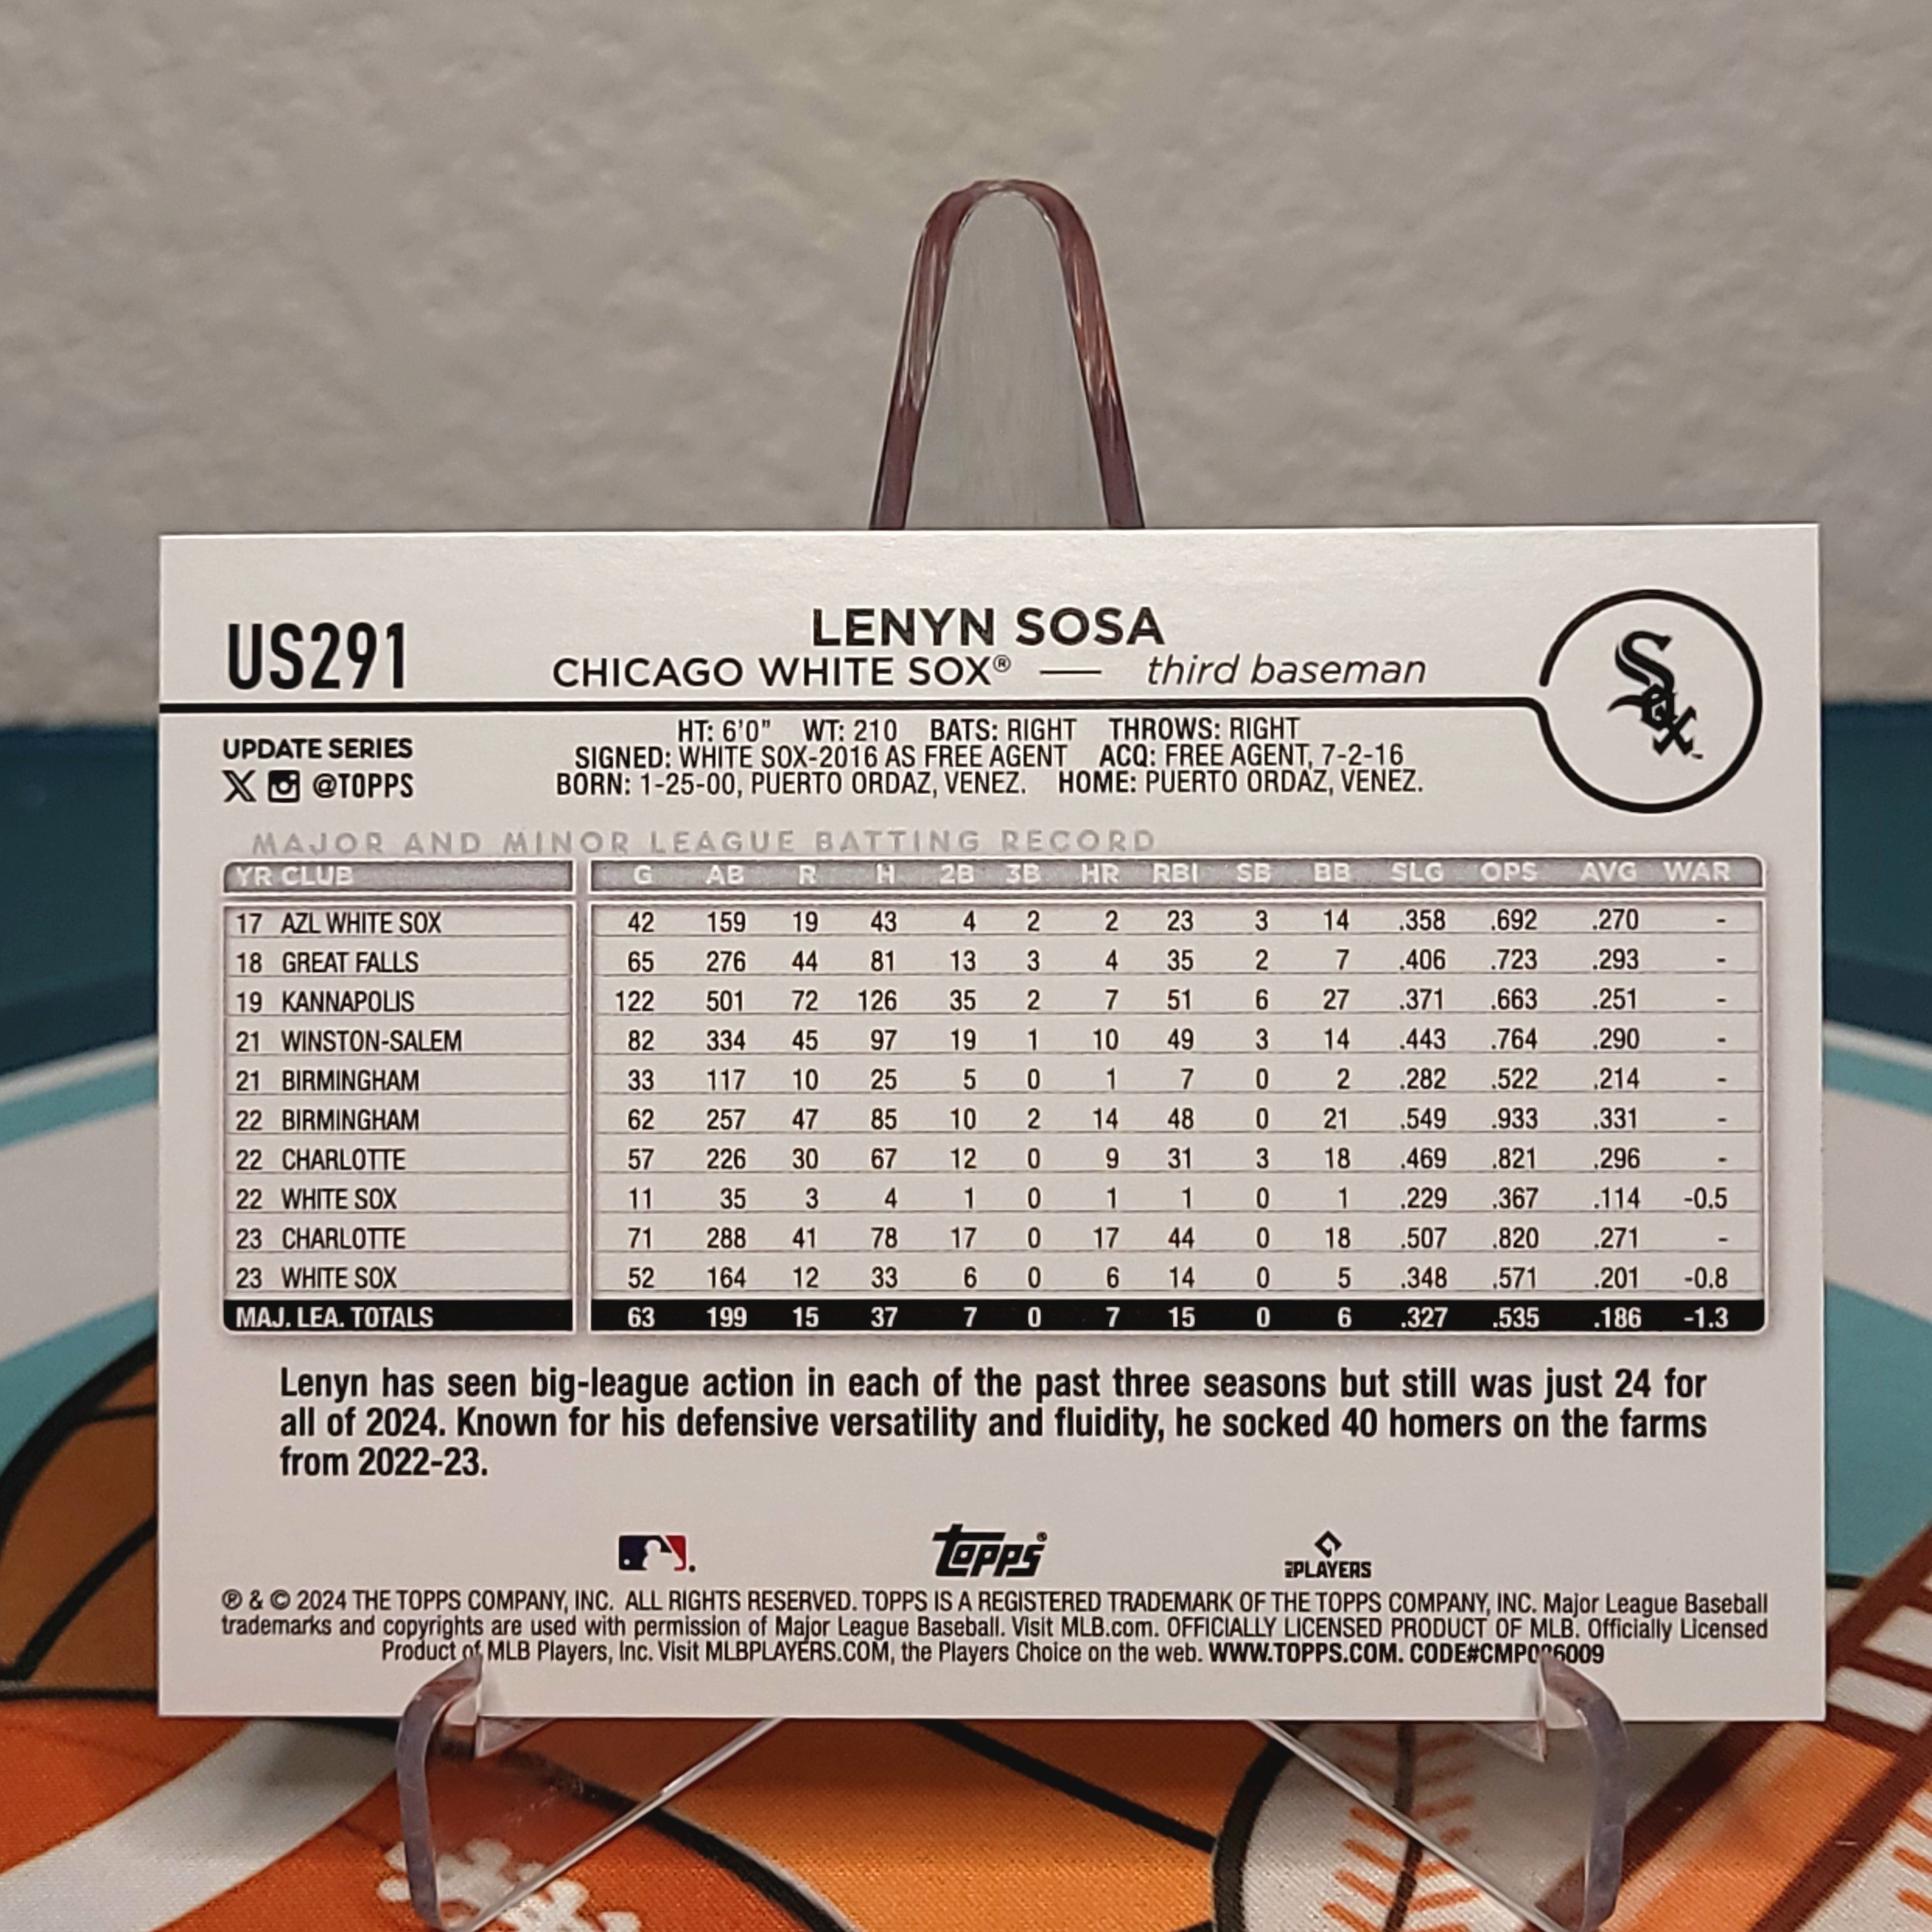 US291
LENYN SOSA
CHICAGO WHITE SOX® — third baseman
Sox™
UPDATE SERIES
@TOPPS
HT: 6'0" WT: 210 BATS: RIGHT THROWS: RIGHT
SIGNED: WHITE SOX-2016 AS FREE AGENT ACQ: FREE AGENT, 7-2-16
BORN: 1-25-00, PUERTO ORDAZ, VENEZ. HOME: PUERTO ORDAZ, VENEZ.
MAJOR AND MINOR LEAGUE BATTING RECORD
YR CLUB G AB R H 2B 3B HR RBI SB BB SLG OPS AVG WAR
17 AZL WHITE SOX 42 159 19 43 4 2 2 23 3 14 .358 .692 .270 -
18 GREAT FALLS 65 276 44 81 13 3 4 35 2 7 .406 .723 .293 -
19 KANNAPOLIS 122 501 72 126 35 2 7 51 6 27 .371 .663 .251 -
21 WINSTON-SALEM 82 334 45 97 19 1 10 49 3 14 .443 .764 .290 -
21 BIRMINGHAM 33 117 10 25 5 0 1 7 0 2 .282 .522 .214 -
22 BIRMINGHAM 62 257 47 85 10 2 14 48 0 21 .549 .933 .331 -
22 CHARLOTTE 57 226 30 67 12 0 9 31 3 18 .469 .821 .296 -
22 WHITE SOX 11 35 3 4 1 0 1 1 0 1 .229 .367 .114 -0.5
23 CHARLOTTE 71 288 41 78 17 0 17 44 0 18 .507 .820 .271 -
23 WHITE SOX 52 164 12 33 6 0 6 14 0 5 .348 .571 .201 -0.8
MAJ. LEA. TOTALS 63 199 15 37 7 0 7 15 0 6 .327 .535 .186 -1.3
Lenyn has seen big-league action in each of the past three seasons but still was just 24 for
all of 2024. Known for his defensive versatility and fluidity, he socked 40 homers on the farms
from 2022-23.
topps®
MLB PLAYERS
℗ & © 2024 THE TOPPS COMPANY, INC. ALL RIGHTS RESERVED. TOPPS IS A REGISTERED TRADEMARK OF THE TOPPS COMPANY, INC. Major League Baseball
trademarks and copyrights are used with permission of Major League Baseball. Visit MLB.com. OFFICIALLY LICENSED PRODUCT OF MLB. Officially Licensed
Product of MLB Players, Inc. Visit MLBPLAYERS.COM, the Players Choice on the web. WWW.TOPPS.COM.